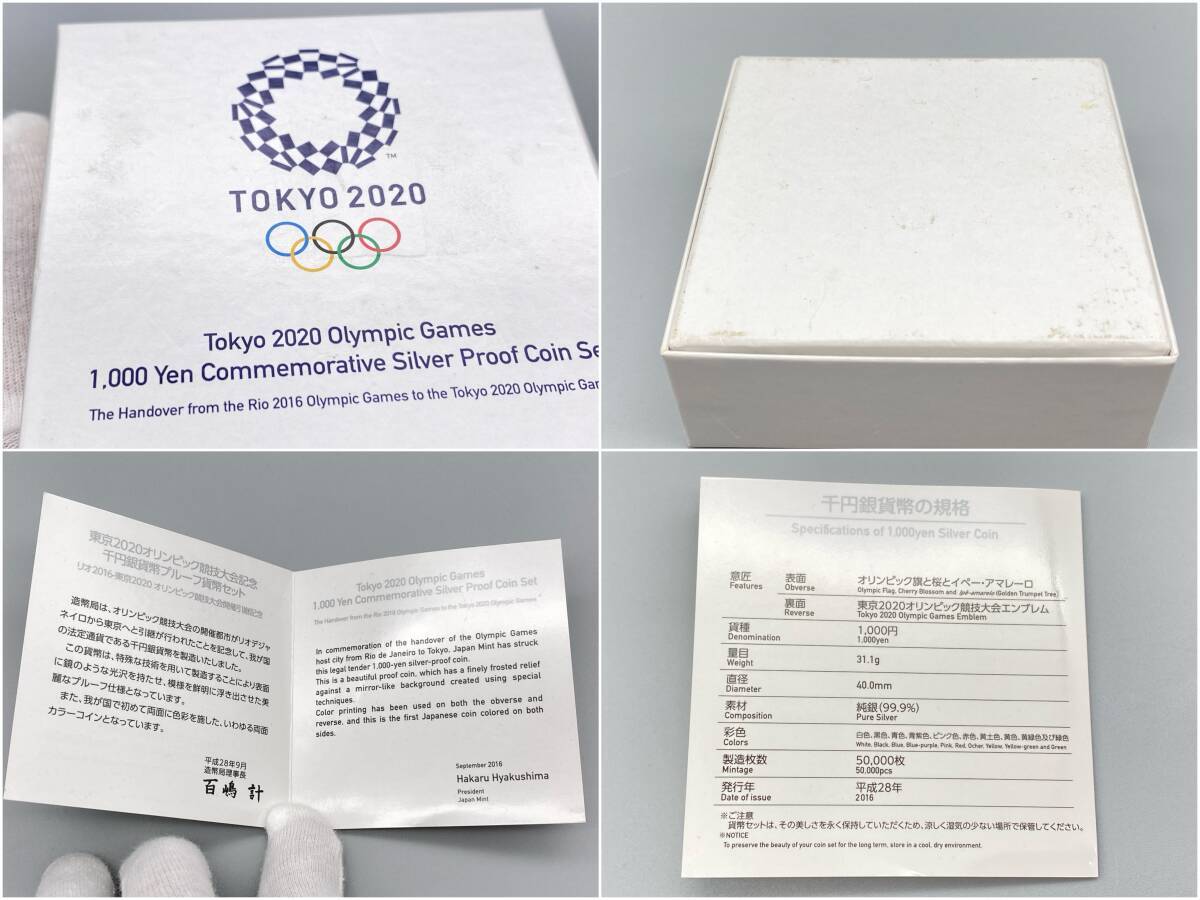 TM
TOKYO 2020
Tokyo 2020 Olympic Games
1,000 Yen Commemorative Silver Proof Coin Se
The Handover from the Rio 2016 Olympic Games to the Tokyo 2020 Olympic Gar
東京2020オリンピック競技大会記念
千円銀貨幣プルーフ貨幣セット
リオ2016-東京2020 オリンピック競技大会開催引継記念
造幣局は、オリンピック競技大会の開催都市がリオデジャ
ネイロから東京へと引継が行われたことを記念して、我が国
の法定通貨である千円銀貨幣を製造いたしました。
この貨幣は、特殊な技術を用いて製造することにより表面
に鏡のような光沢を持たせ、模様を鮮明に浮き出させた美
麗なプルーフ仕様となっています。
また、我が国で初めて両面に色彩を施した、いわゆる両面
カラーコインとなっています。
平成28年9月
造幣局理事長
百嶋 計
Tokyo 2020 Olympic Games
1,000 Yen Commemorative Silver Proof Coin Set
The Handover from the Rio 2016 Olympic Games to the Tokyo 2020 Olympic Games
In commemoration of the handover of the Olympic Games
host city from Rio de Janeiro to Tokyo, Japan Mint has struck
this legal tender 1,000-yen silver-proof coin.
This is a beautiful proof coin, which has a finely frosted relief
against a mirror-like background created using special
techniques.
Color printing has been used on both the obverse and
reverse, and this is the first Japanese coin colored on both
sides.
September 2016
Hakaru Hyakushima
President
Japan Mint
千円銀貨幣の規格
Specifications of 1,000yen Silver Coin
意匠 表面 オリンピック旗と桜とイペー・アマレーロ
Features Obverse Olympic Flag, Cherry Blossom and Ipê-amarelo (Golden Trumpet Tree)
裏面 東京2020オリンピック競技大会エンブレム
Reverse Tokyo 2020 Olympic Games Emblem
貨種 1,000円
Denomination 1,000yen
量目 31.1g
Weight
直径 40.0mm
Diameter
素材 純銀(99.9%)
Composition Pure Silver
彩色 白色、黒色、青色、青紫色、ピンク色、赤色、黄土色、黄色、黄緑色及び緑色
Colors White, Black, Blue, Blue-purple, Pink, Red, Ocher, Yellow, Yellow-green and Green
製造枚数 50,000枚
Mintage 50,000pcs
発行年 平成28年
Date of issue 2016
※ご注意
貨幣セットは、その美しさを永く保持していただくため、涼しく湿気の少ない場所で保管してください。
※NOTICE
To preserve the beauty of your coin set for the long term, store in a cool, dry environment.